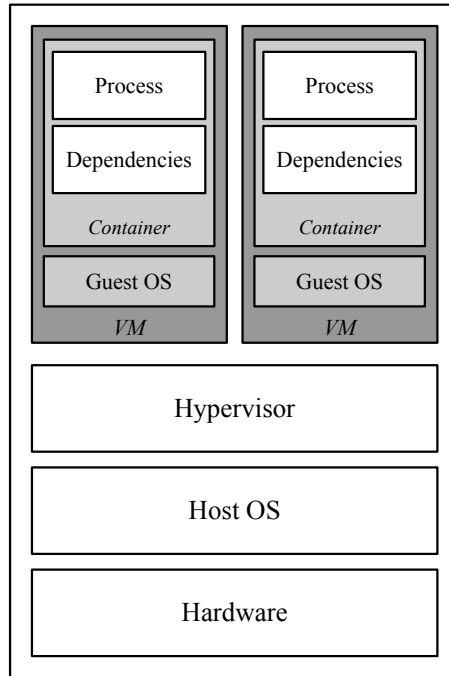 Process
Dependencies
Container
Guest OS
VM
Process
Dependencies
Container
Guest OS
VM
Hypervisor
Host OS
Hardware